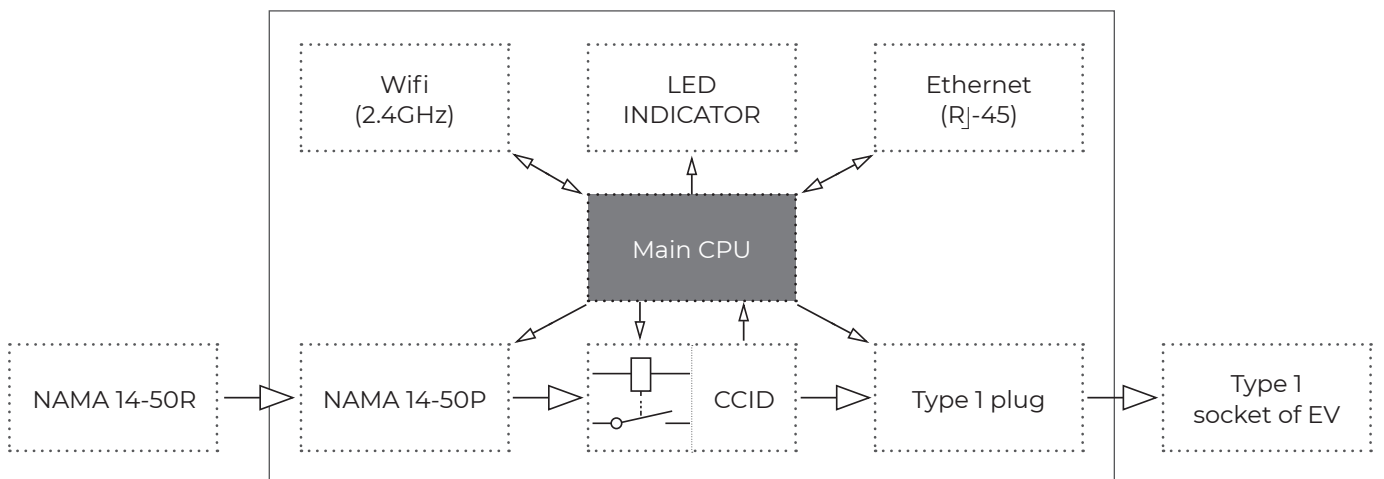 Wifi
(2.4GHz)
LED
INDICATOR
Ethernet
(RJ-45)
Main CPU
NAMA 14-50R
NAMA 14-50P
CCID
Type 1 plug
Type 1
socket of EV